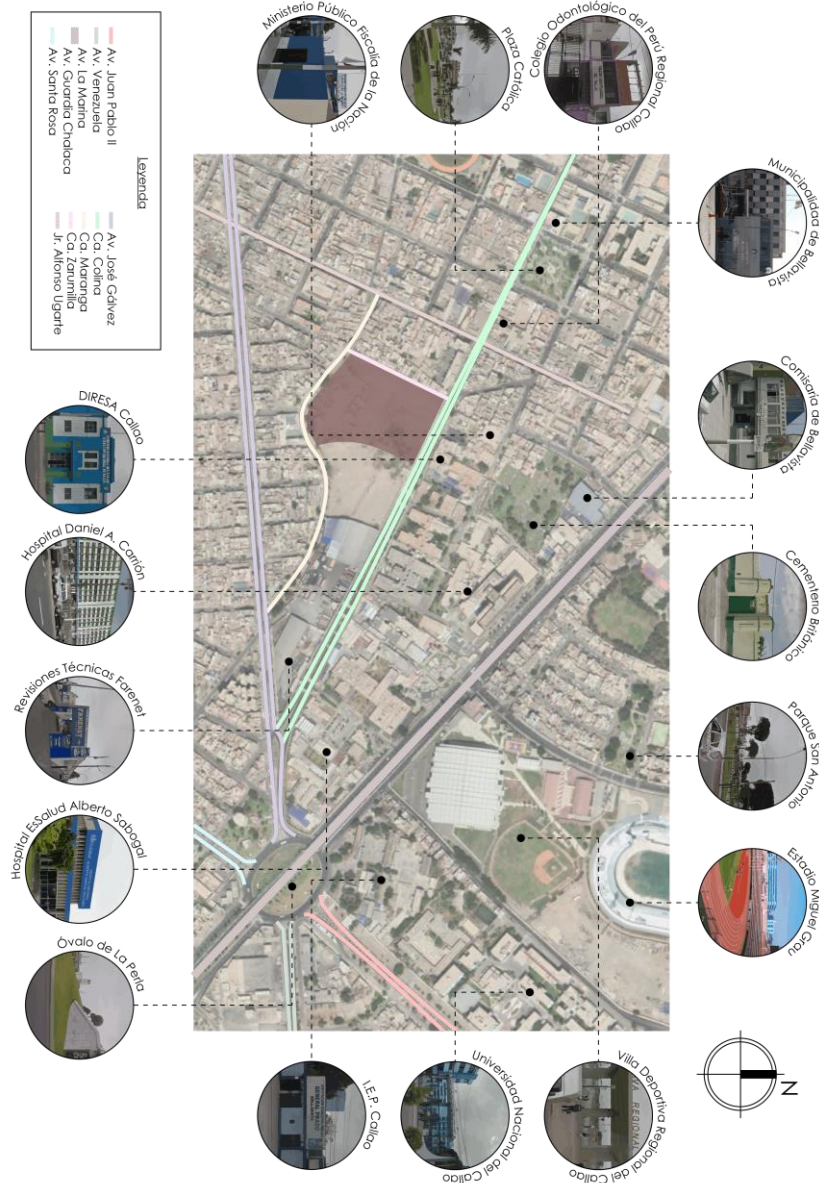 Municipalidad de Bellavista
Comisaría de Bellavista
Cementerio Británico
Parque San Antonio
Estadio Miguel Grau
N
Colegio Odontológico del Perú Regional Callao
Plaza Católica
Ministerio Público Fiscalía de la Nación
Villa Deportiva Regional del Callao
Universidad Nacional del Callao
I.E.P. Callao
Leyenda
Av. Juan Pablo II
Av. Venezuela
Av. La Marina
Av. Guardia Chalaca
Av. Santa Rosa
Av. José Gálvez
Ca. Colina
Ca. Maranga
Ca. Zarumilla
Jr. Alfonso Ugarte
DIRESA Callao
Hospital Daniel A. Carrión
Revisiones Técnicas Farenet
Hospital EsSalud Alberto Sabogal
Óvalo de La Perla